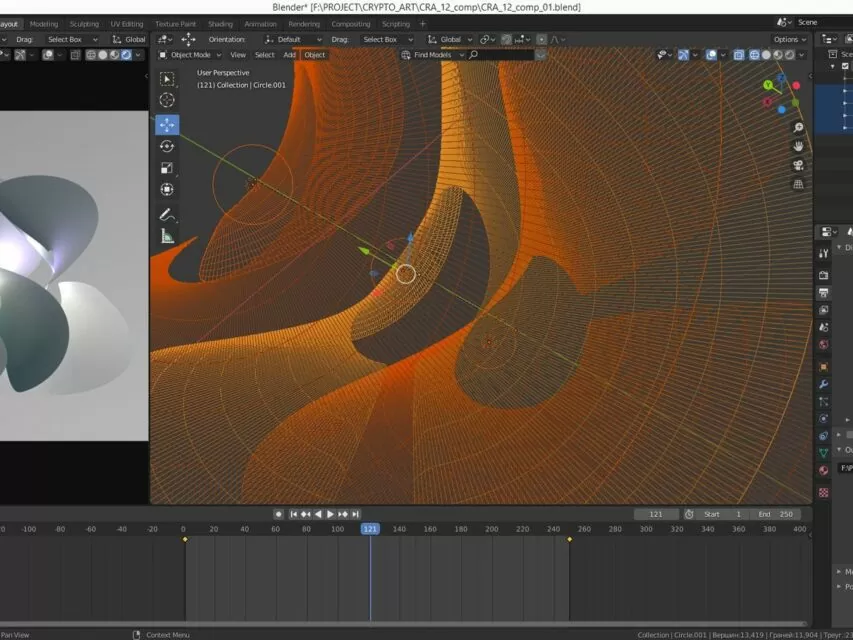 Blender* [F:\PROJECT\CRYPTO_ART\CRA_12_comp\CRA_12_comp_01.blend]
ayout Modeling Sculpting UV Editing Texture Paint Shading Animation Rendering Compositing Scripting + Scene
Drag: Select Box Global Orientation: Default Drag: Select Box Global Options
Object Mode View Select Add Object Find Models
User Perspective
(121) Collection | Circle.001
Z
Y
X
121 Start 1 End 250
-100 -80 -60 -40 -20 0 20 40 60 80 100 121 140 160 180 200 220 240 260 280 300 320 340 360 380 400
Pan View Context Menu Collection | Circle.001 | Вершин:13,419 | Граней:11,904 | Треуг.:2